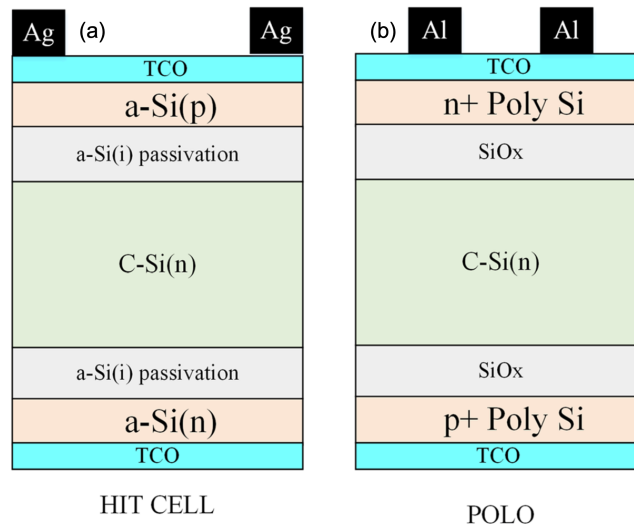 (a)
Ag
Ag
TCO
a-Si(p)
a-Si(i) passivation
C-Si(n)
a-Si(i) passivation
a-Si(n)
TCO
HIT CELL
(b)
Al
Al
TCO
n+ Poly Si
SiOx
C-Si(n)
SiOx
p+ Poly Si
TCO
POLO